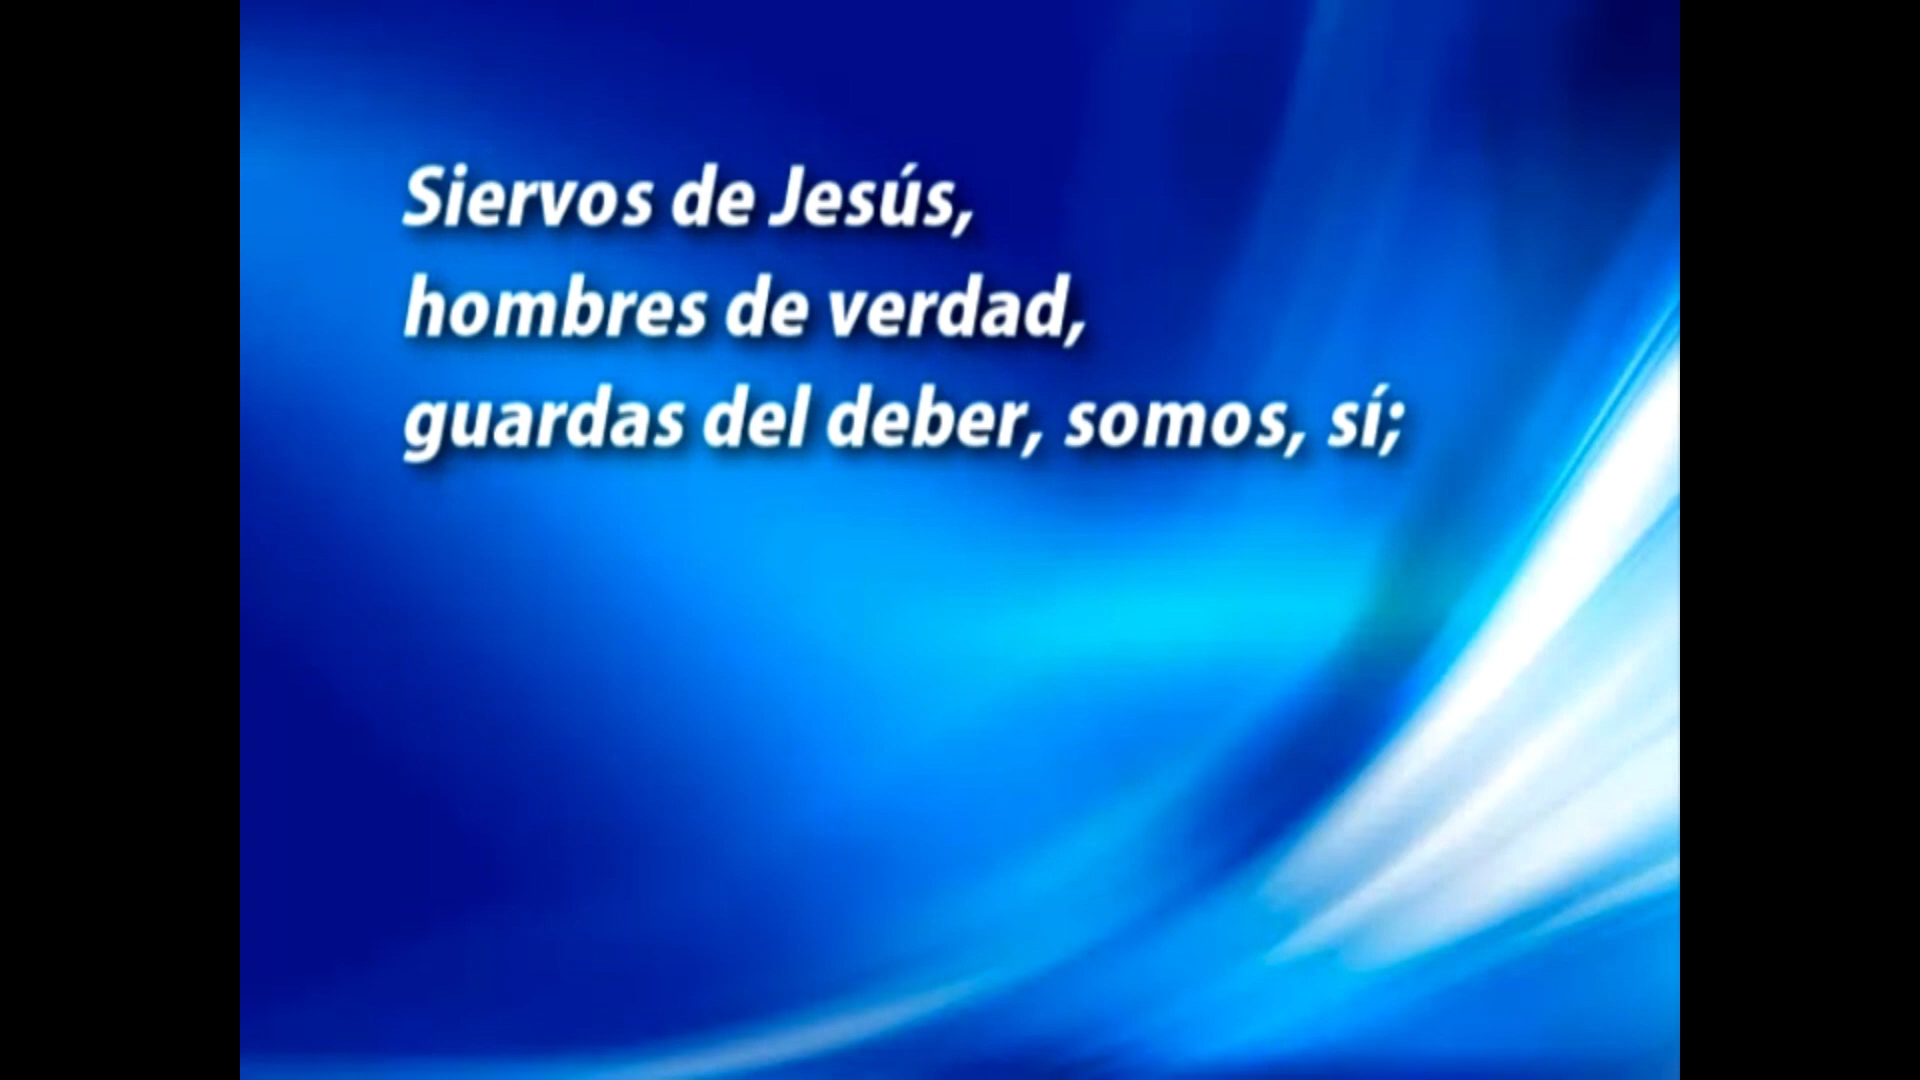 Siervos de Jesús,
hombres de verdad,
guardas del deber, somos, sí;